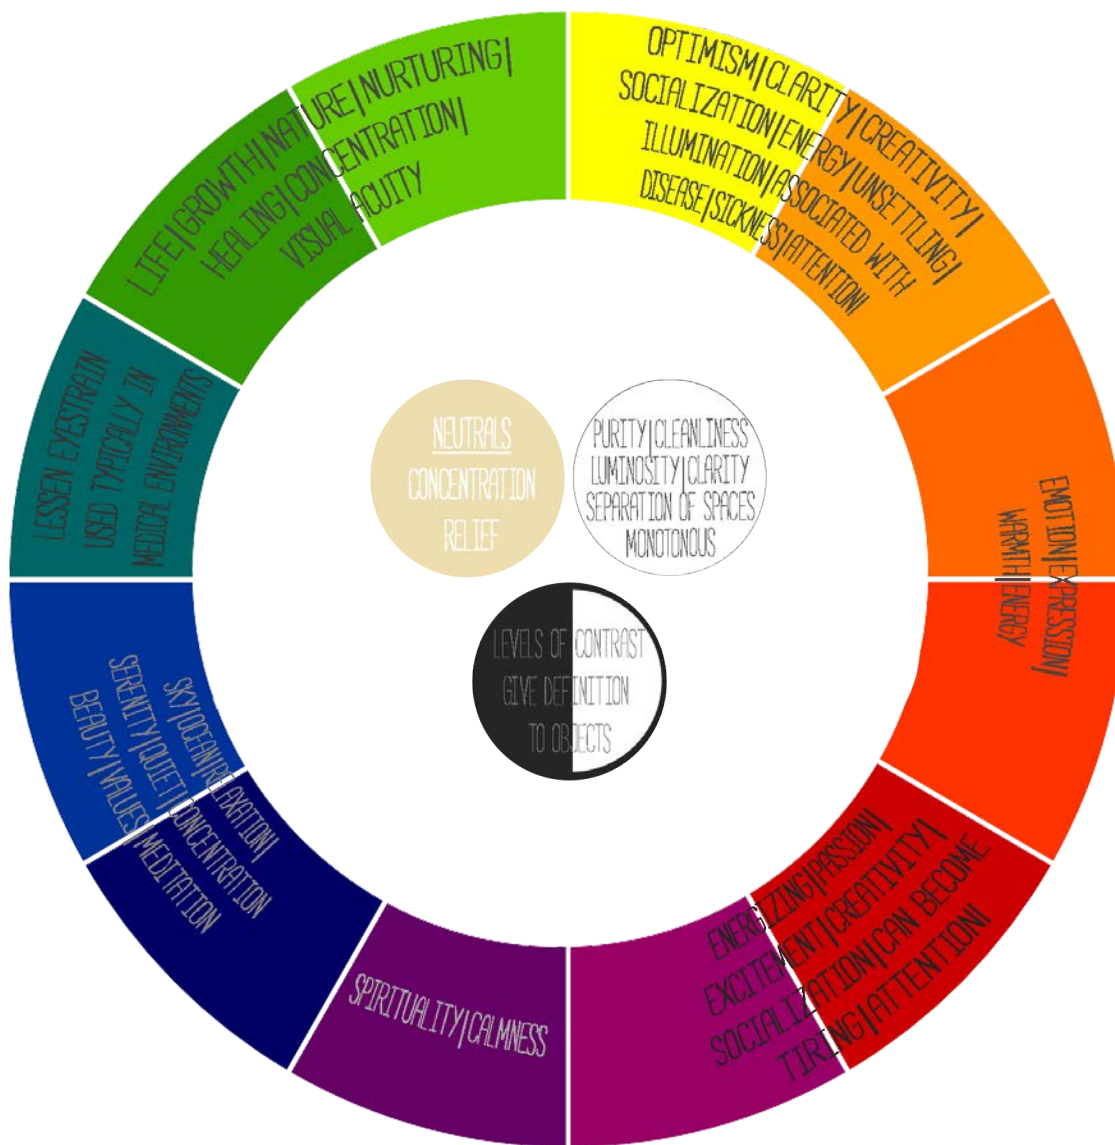 OPTIMISM|CLARITY|CREATIVITY|
SOCIALIZATION|ENERGY|UNSETTLING|
ILLUMINATION|ASSOCIATED WITH
DISEASE|SICKNESS|ATTENTION!
EMOTION|EXPRESSION|
WARMTH|ENERGY
ENERGIZING|PASSION|
EXCITEMENT|CREATIVITY|
SOCIALIZATION|CAN BECOME
TIRING|ATTENTION!
SPIRITUALITY|CALMNESS
SKY|OCEAN|RELAXATION|
SERENITY|QUIET|CONCENTRATION
BEAUTY|VALUES|MEDITATION
LESSEN EYESTRAIN
USED TYPICALLY IN
MEDICAL ENVIRONMENTS
LIFE|GROWTH|NATURE|NURTURING|
HEALING|CONCENTRATION|
VISUAL ACUITY
NEUTRALS
CONCENTRATION
RELIEF
PURITY|CLEANLINESS
LUMINOSITY|CLARITY
SEPARATION OF SPACES
MONOTONOUS
LEVELS OF CONTRAST
GIVE DEFINITION
TO OBJECTS